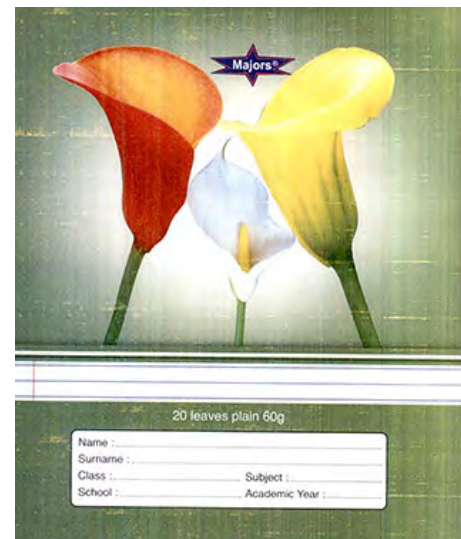 Majors®
20 leaves plain 60g
Name :
Surname :
Class : Subject :
School : Academic Year :